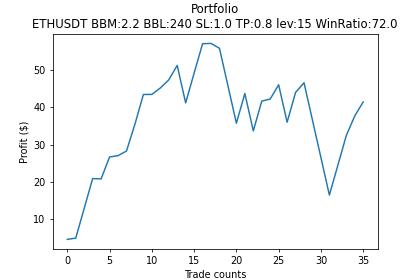 Portfolio
ETHUSDT BBM:2.2 BBL:240 SL:1.0 TP:0.8 lev:15 WinRatio:72.0
50
40
30
20
10
Profit ($)
0 5 10 15 20 25 30 35
Trade counts